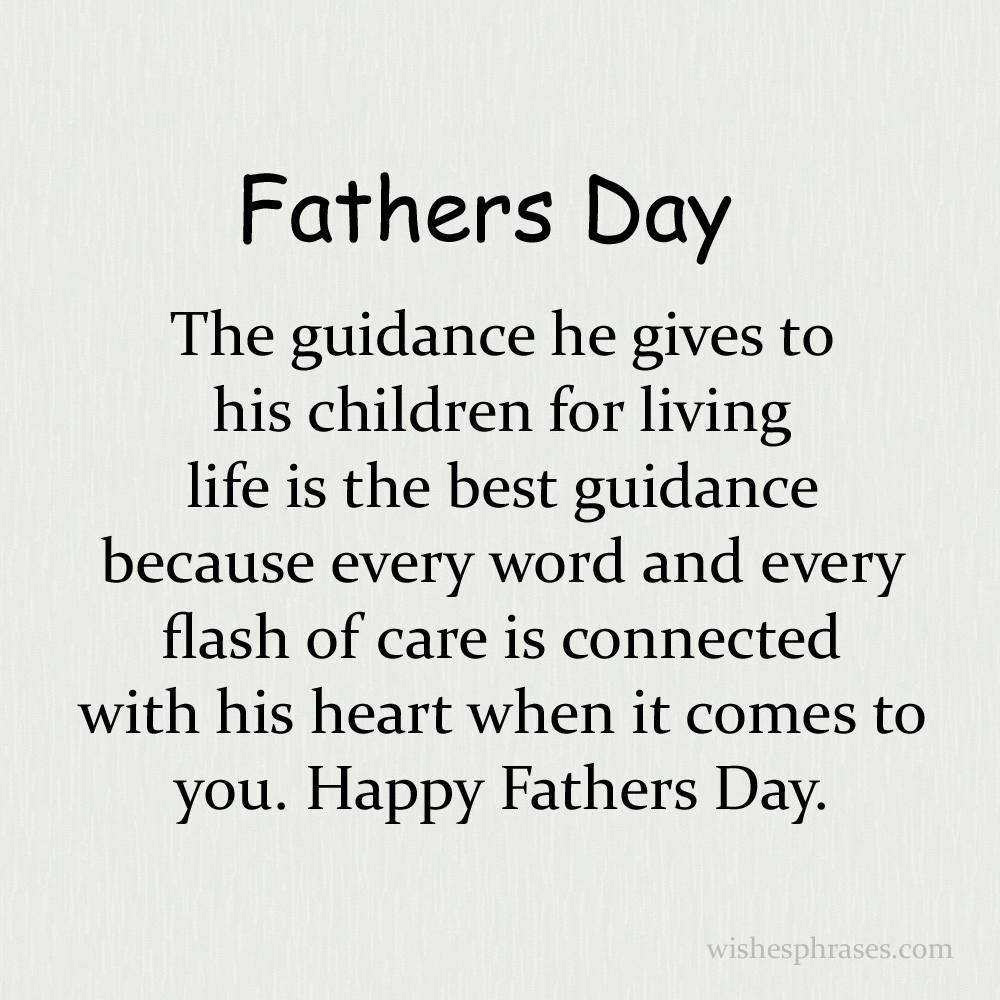 Fathers Day
The guidance he gives to
his children for living
life is the best guidance
because every word and every
flash of care is connected
with his heart when it comes to
you. Happy Fathers Day.
wishesphrases.com